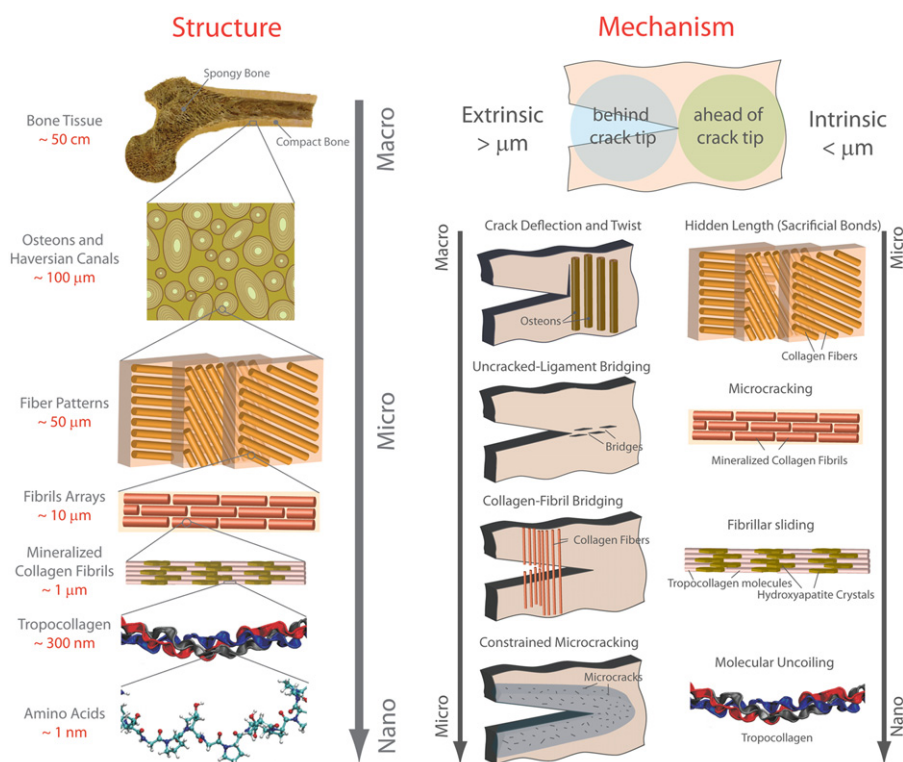 Structure
Spongy Bone
Bone Tissue
~ 50 cm
Compact Bone
Macro
Osteons and
Haversian Canals
~ 100 μm
Fiber Patterns
~ 50 μm
Micro
Fibrils Arrays
~ 10 μm
Mineralized
Collagen Fibrils
~ 1 μm
Tropocollagen
~ 300 nm
Amino Acids
~ 1 nm
Nano
Mechanism
Extrinsic
> μm
behind
crack tip
ahead of
crack tip
Intrinsic
< μm
Macro
Crack Deflection and Twist
Osteons
Uncracked-Ligament Bridging
Bridges
Collagen-Fibril Bridging
Collagen Fibers
Constrained Microcracking
Microcracks
Micro
Hidden Length (Sacrificial Bonds)
Micro
Collagen Fibers
Microcracking
Mineralized Collagen Fibrils
Fibrillar sliding
Tropocollagen molecules
Hydroxyapatite Crystals
Molecular Uncoiling
Tropocollagen
Nano